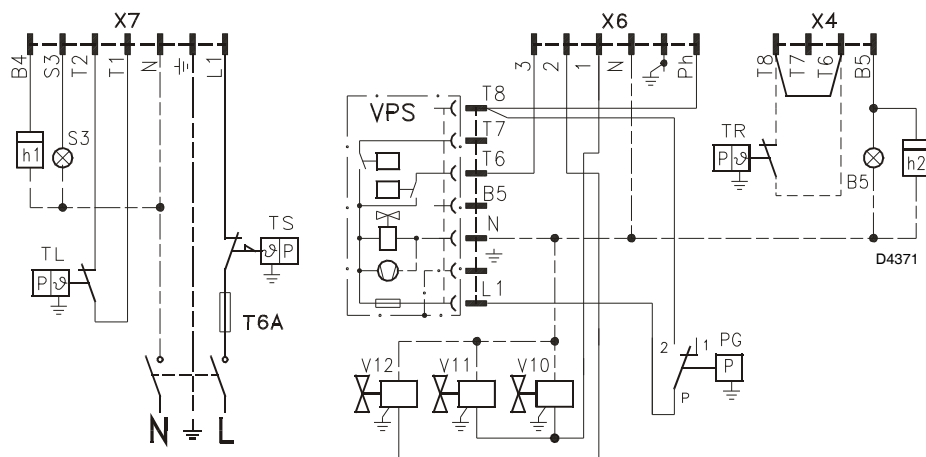 X7
X6
X4
B4
S3
T2
T1
N
L1
3
2
1
N
Ph
T8
T7
T6
B5
VPS
T8
T7
T6
B5
N
L1
h1
S3
TR
P ϑ
B5
h2
D4371
TL
P ϑ
TS
ϑ P
T6A
2
1
PG
P
P
V12
V11
V10
N
L